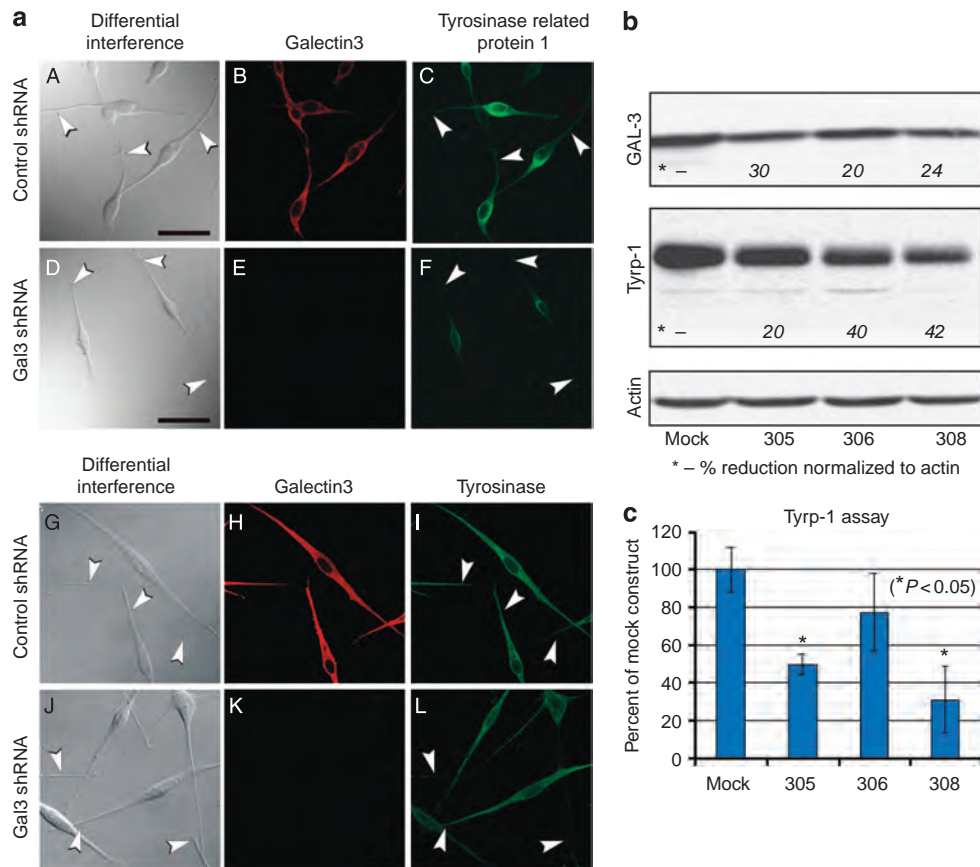 a
Differential interference
Galectin3
Tyrosinase related protein 1
Control shRNA
A
B
C
Gal3 shRNA
D
E
F
Differential interference
Galectin3
Tyrosinase
Control shRNA
G
H
I
Gal3 shRNA
J
K
L
b
GAL-3
* – 30 20 24
Tyrp-1
* – 20 40 42
Actin
Mock 305 306 308
* – % reduction normalized to actin
c
Tyrp-1 assay
Percent of mock construct
120
100
80
60
40
20
0
(*P < 0.05)
*
*
Mock 305 306 308